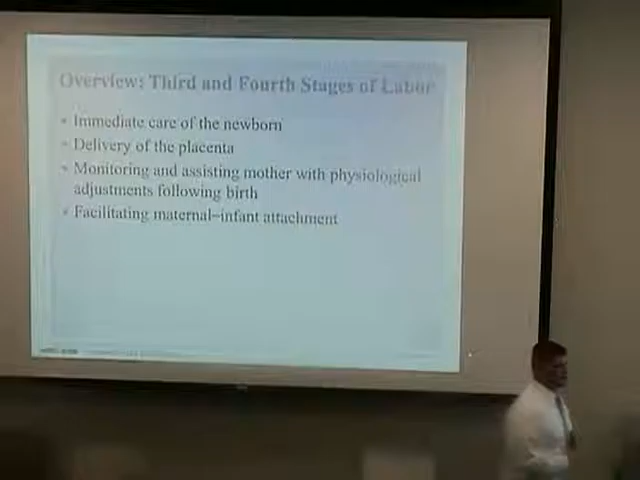 Overview: Third and Fourth Stages of Labor
Immediate care of the newborn
Delivery of the placenta
Monitoring and assisting mother with physiological
adjustments following birth
Facilitating maternal–infant attachment